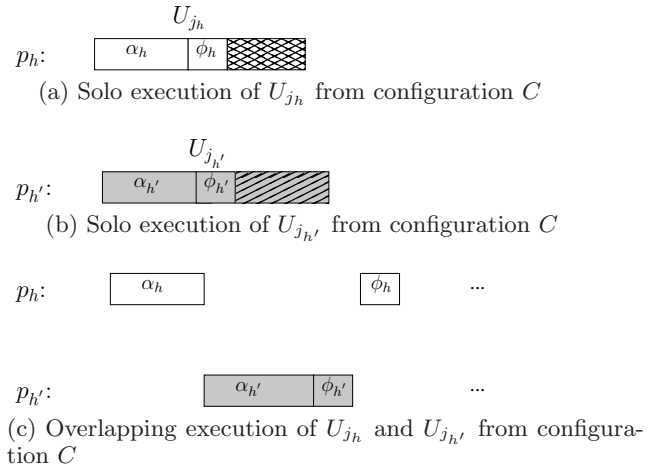 U_{j_h}
p_h: α_h ϕ_h
(a) Solo execution of U_{j_h} from configuration C
U_{j_{h'}}
p_{h'}: α_{h'} ϕ_{h'}
(b) Solo execution of U_{j_{h'}} from configuration C
p_h: α_h ϕ_h ...
p_{h'}: α_{h'} ϕ_{h'} ...
(c) Overlapping execution of U_{j_h} and U_{j_{h'}} from configura-
tion C